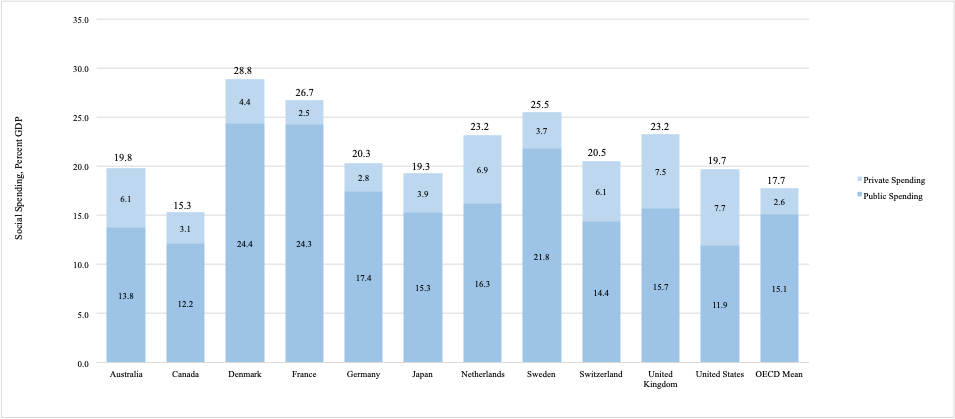 Social Spending, Percent GDP
35.0
30.0
25.0
20.0
15.0
10.0
5.0
0.0
19.8
6.1
13.8
15.3
3.1
12.2
28.8
4.4
24.4
26.7
2.5
24.3
20.3
2.8
17.4
19.3
3.9
15.3
23.2
6.9
16.3
25.5
3.7
21.8
20.5
6.1
14.4
23.2
7.5
15.7
19.7
7.7
11.9
17.7
2.6
15.1
Australia
Canada
Denmark
France
Germany
Japan
Netherlands
Sweden
Switzerland
United
Kingdom
United States
OECD Mean
Private Spending
Public Spending